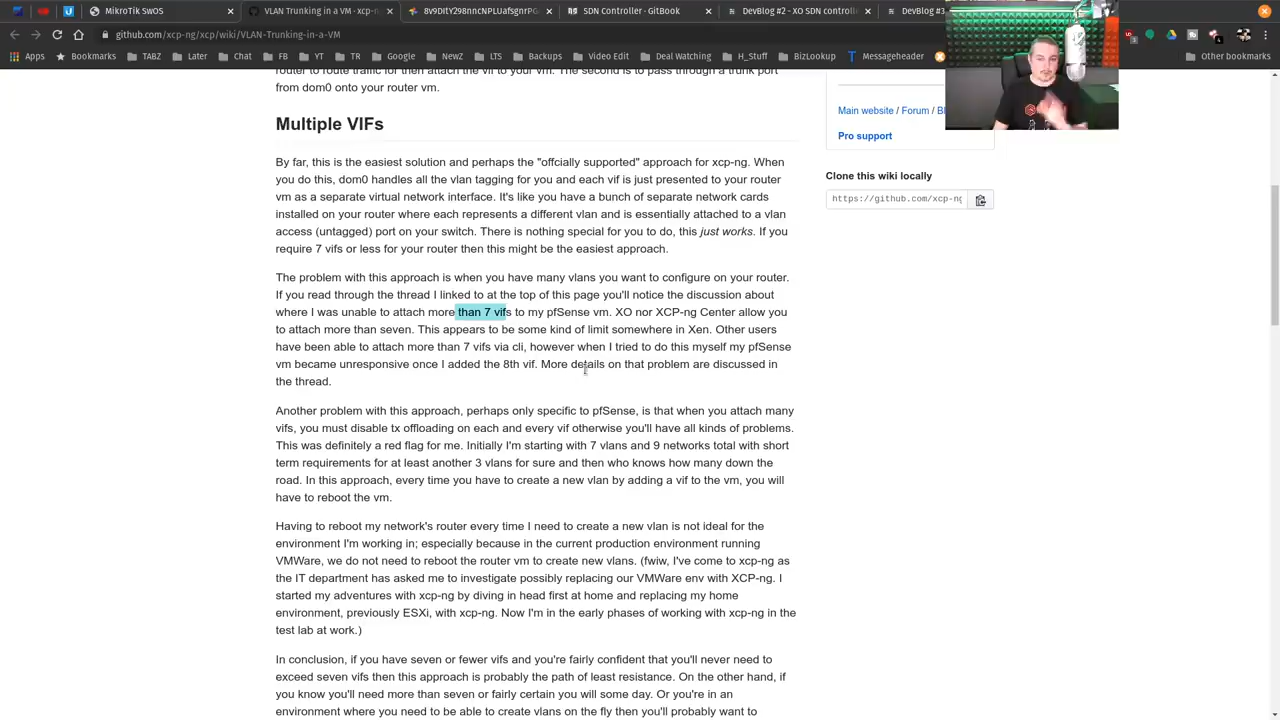 MikroTik SwOS
VLAN Trunking in a VM
SDN Controller - GitBook
DevBlog #2 - XO SDN Controller
DevBlog #3
github.com/xcp-ng/xcp/wiki/VLAN-Trunking-in-a-VM
Apps
Bookmarks
TABZ
Later
NewZ
LTS
Video Edit
Deal watching
_H_Stuff
BizLookup
Messageheader
Other bookmarks
router to route traffic for then attach the vif to your vm. The second is to pass through a trunk port
from dom0 onto your router vm.
Multiple VIFs
By far, this is the easiest solution and perhaps the "offcially supported" approach for xcp-ng. When
you do this, dom0 handles all the vlan tagging for you and each vif is just presented to your router
vm as a separate virtual network interface. It's like you have a bunch of separate network cards
installed on your router where each represents a different vlan and is essentially attached to a vlan
access (untagged) port on your switch. There is nothing special for you to do, this just works. If you
require 7 vifs or less for your router then this might be the easiest approach.
The problem with this approach is when you have many vlans you want to configure on your router.
If you read through the thread I linked to at the top of this page you'll notice the discussion about
where I was unable to attach more than 7 vifs to my pfSense vm. XO nor XCP-ng Center allow you
to attach more than seven. This appears to be some kind of limit somewhere in Xen. Other users
have been able to attach more than 7 vifs via cli, however when I tried to do this myself my pfSense
vm became unresponsive once I added the 8th vif. More details on that problem are discussed in
the thread.
Another problem with this approach, perhaps only specific to pfSense, is that when you attach many
vifs, you must disable tx offloading on each and every vif otherwise you'll have all kinds of problems.
This was definitely a red flag for me. Initially I'm starting with 7 vlans and 9 networks total with short
term requirements for at least another 3 vlans for sure and then who knows how many down the
road. In this approach, every time you have to create a new vlan by adding a vif to the vm, you will
have to reboot the vm.
Having to reboot my network's router every time I need to create a new vlan is not ideal for the
environment I'm working in; especially because in the current production environment running
VMWare, we do not need to reboot the router vm to create new vlans. (fwiw, I've come to xcp-ng as
the IT department has asked me to investigate possibly replacing our VMWare env with XCP-ng. I
started my adventures with xcp-ng by diving in head first at home and replacing my home
environment, previously ESXi, with xcp-ng. Now I'm in the early phases of working with xcp-ng in the
test lab at work.)
In conclusion, if you have seven or fewer vifs and you're fairly confident that you'll never need to
exceed seven vifs then this approach is probably the path of least resistance. On the other hand, if
you know you'll need more than seven or fairly certain you will some day. Or you're in an
environment where you need to be able to create vlans on the fly then you'll probably want to
Main website / Forum / Bl
Pro support
Clone this wiki locally
https://github.com/xcp-ng